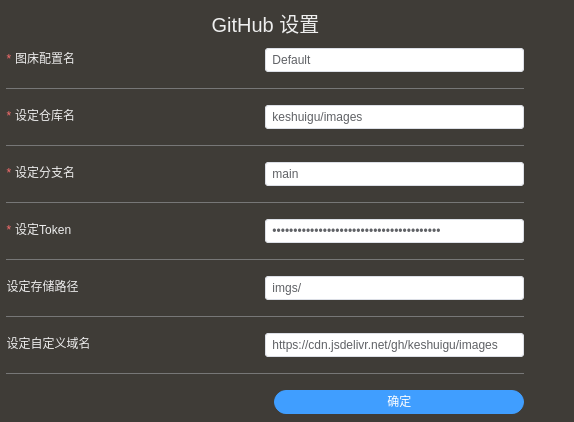 GitHub 设置
* 图床配置名
Default
* 设定仓库名
keshuigu/images
* 设定分支名
main
* 设定Token
••••••••••••••••••••••••••••••••••••••••
设定存储路径
imgs/
设定自定义域名
https://cdn.jsdelivr.net/gh/keshuigu/images
确定